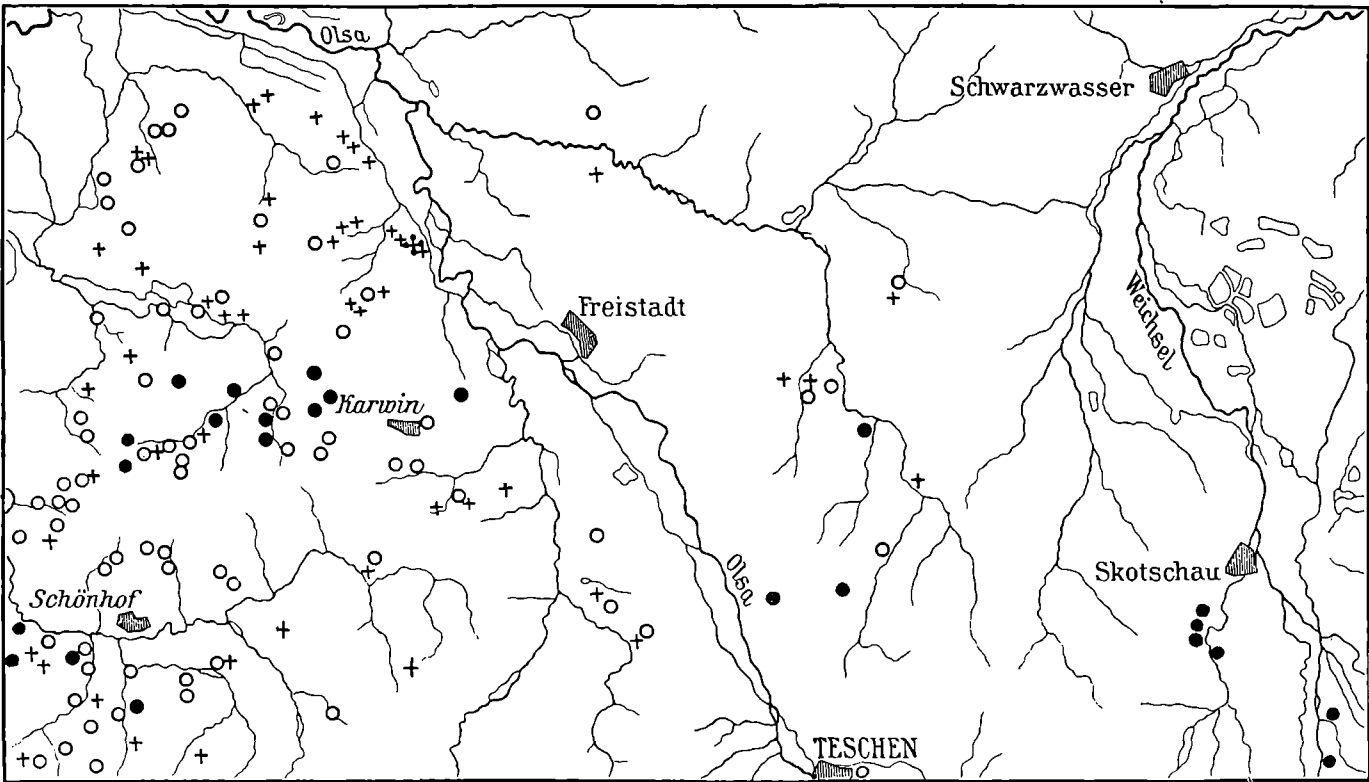 Olsa
Schwarzwasser
Freistadt
Weichsel
Karwin
Olsa
Skotschau
Schönhof
TESCHEN